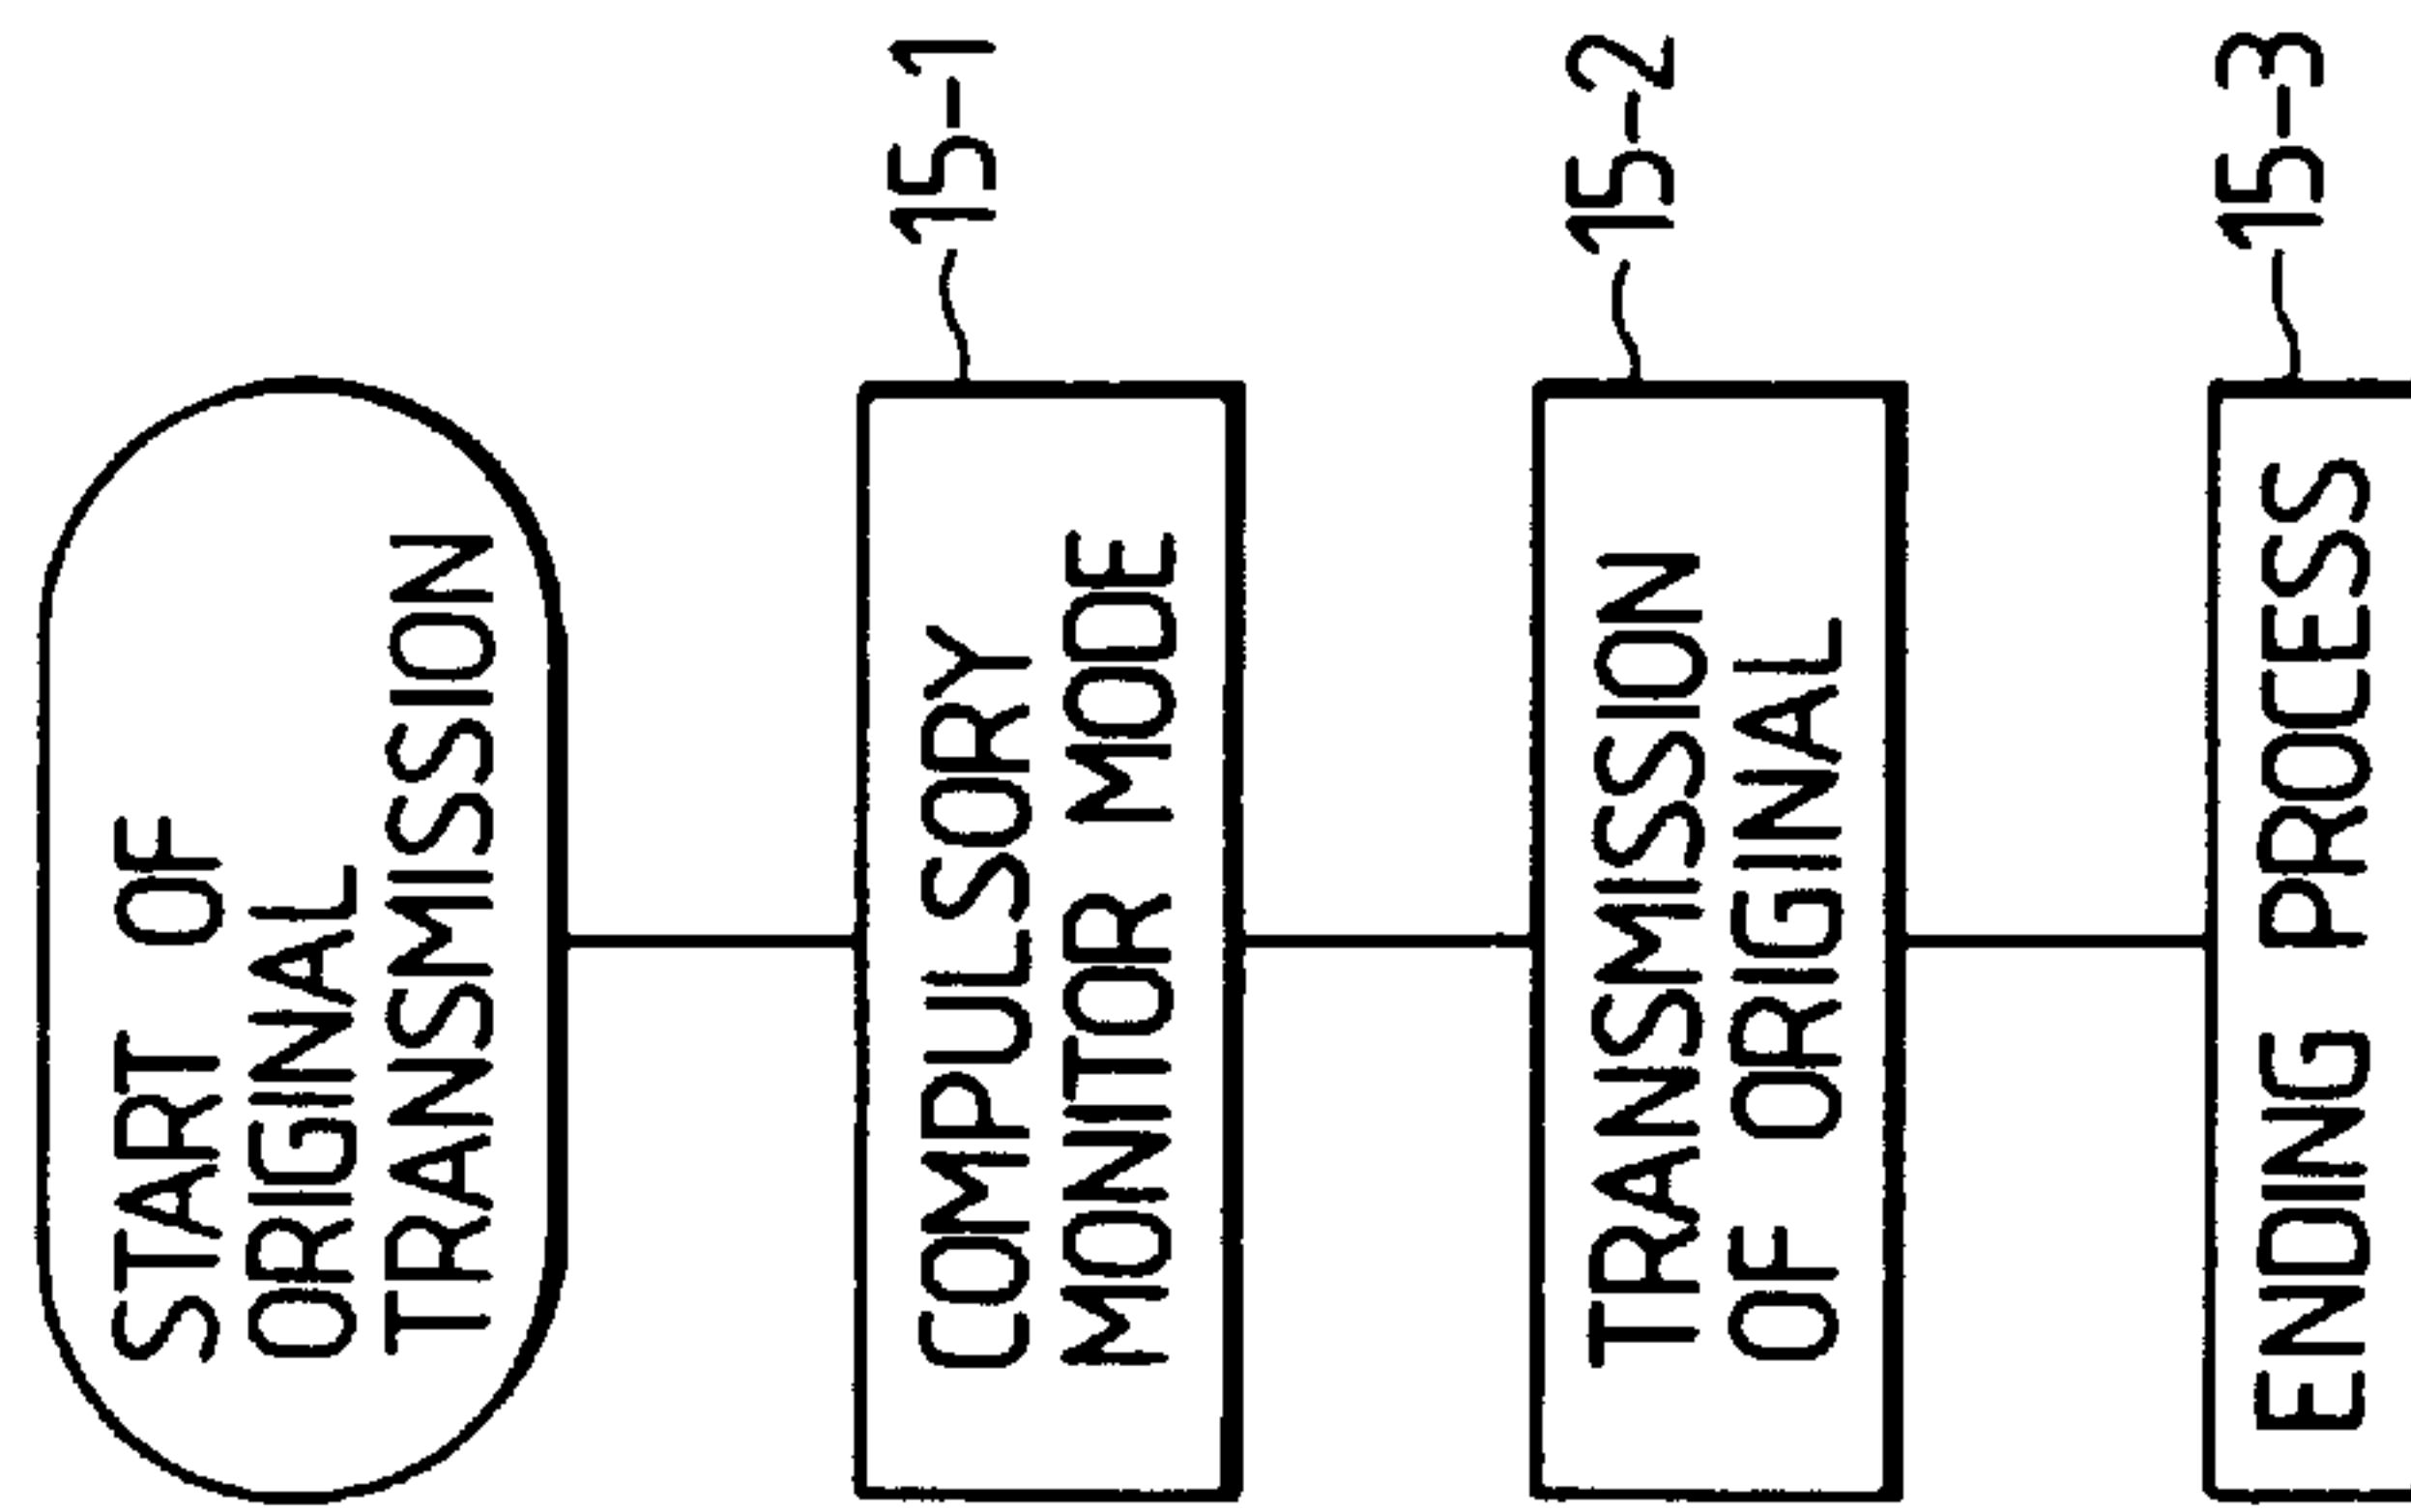 START OF
ORIGINAL
TRANSMISSION
15-1
COMPULSORY
MONITOR MODE
15-2
TRANSMISSION
OF ORIGINAL
15-3
ENDING PROCESS